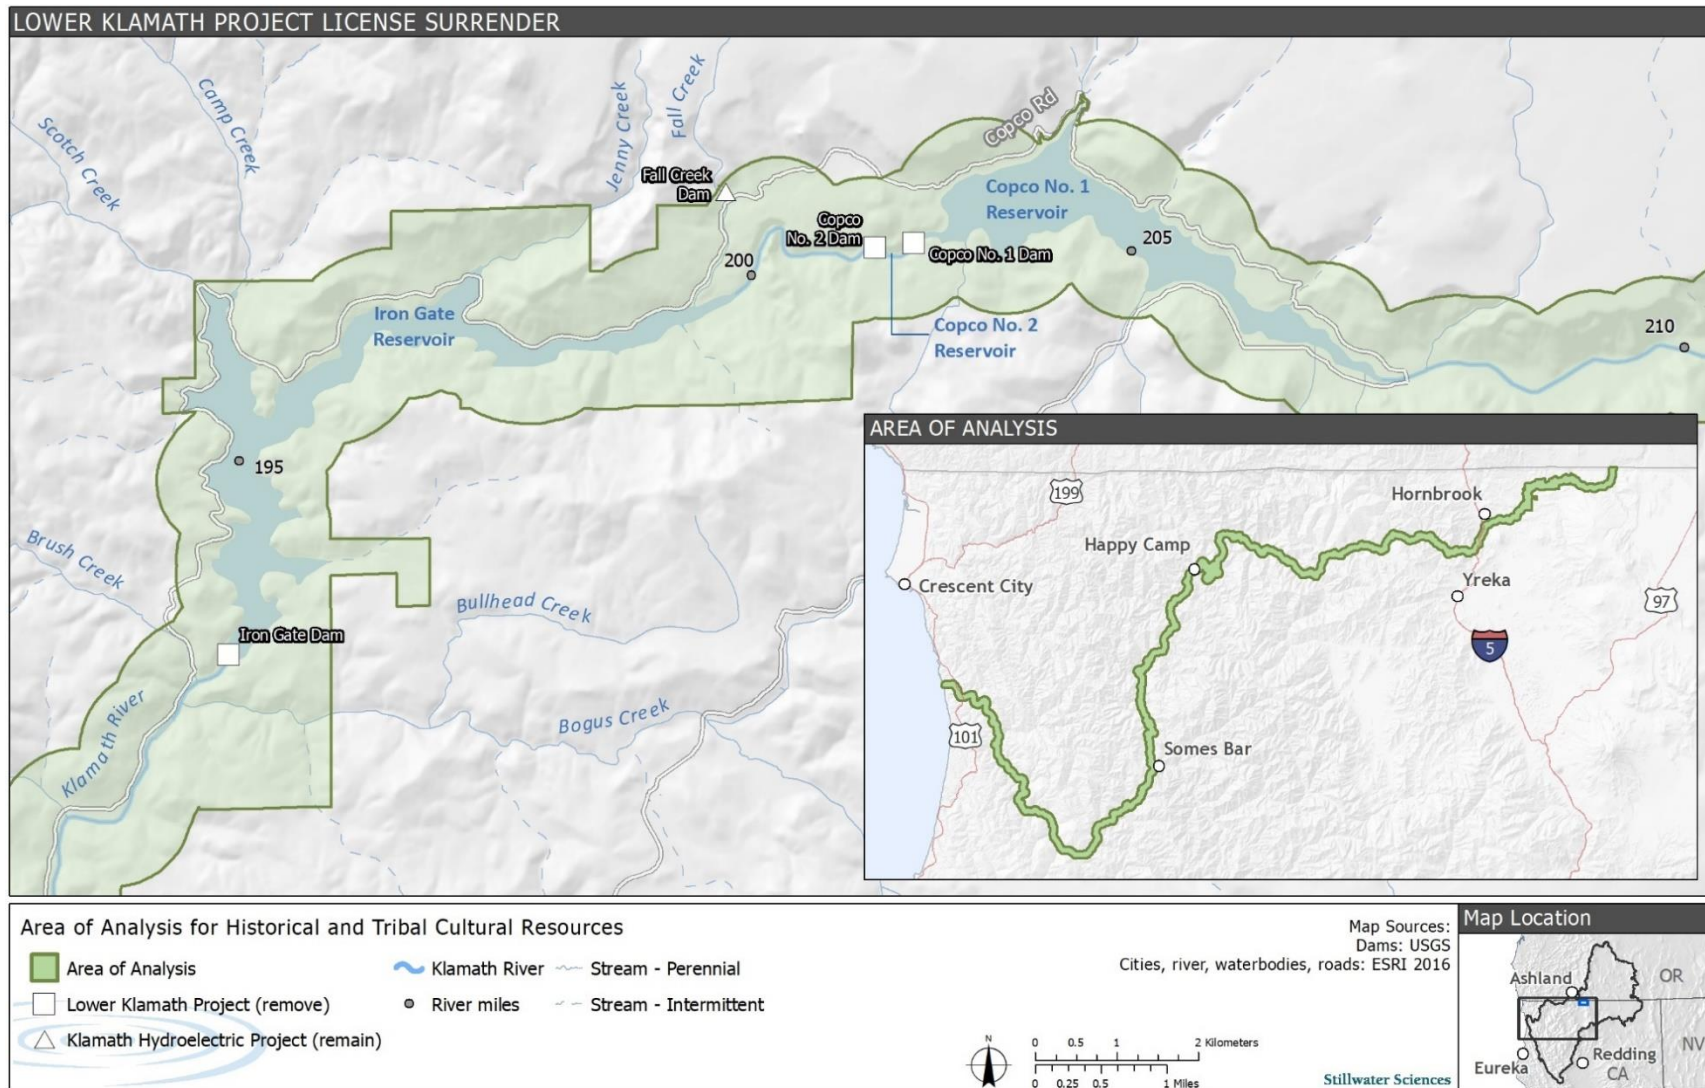 LOWER KLAMATH PROJECT LICENSE SURRENDER
Scotch Creek
Camp Creek
Jenny Creek
Fall Creek
Copco Rd
Fall Creek
Dam
Copco
No. 2 Dam
Copco No. 1
Reservoir
Copco No. 1 Dam
200
205
210
Iron Gate
Reservoir
Copco No. 2
Reservoir
195
Brush Creek
Bullhead Creek
Iron Gate Dam
Klamath River
Bogus Creek
AREA OF ANALYSIS
199
Hornbrook
Happy Camp
Crescent City
Yreka
97
5
101
Somes Bar
Area of Analysis for Historical and Tribal Cultural Resources
Area of Analysis
Lower Klamath Project (remove)
Klamath Hydroelectric Project (remain)
Klamath River
River miles
Stream - Perennial
Stream - Intermittent
Map Sources:
Dams: USGS
Cities, river, waterbodies, roads: ESRI 2016
N
0 0.5 1 2 Kilometers
0 0.25 0.5 1 Miles
Stillwater Sciences
Map Location
Ashland
OR
Eureka
Redding
CA
NV